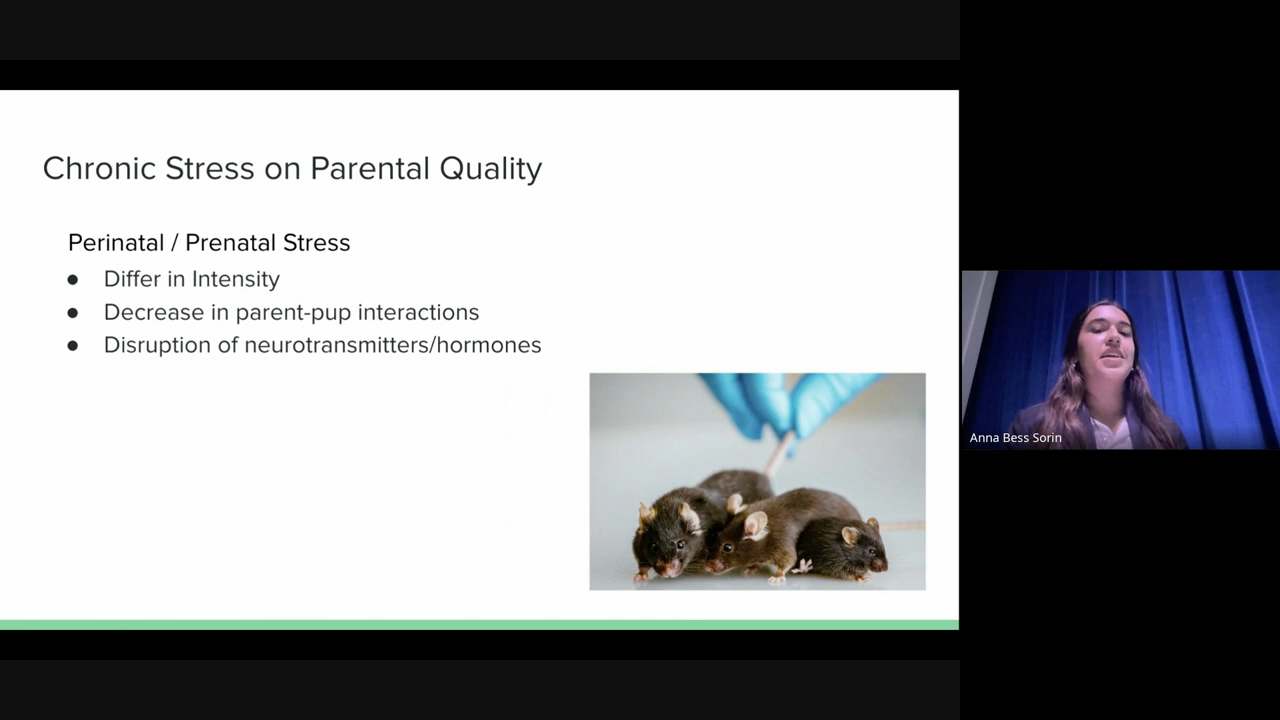 Chronic Stress on Parental Quality
Perinatal / Prenatal Stress
● Differ in Intensity
● Decrease in parent-pup interactions
● Disruption of neurotransmitters/hormones
Anna Bess Sorin